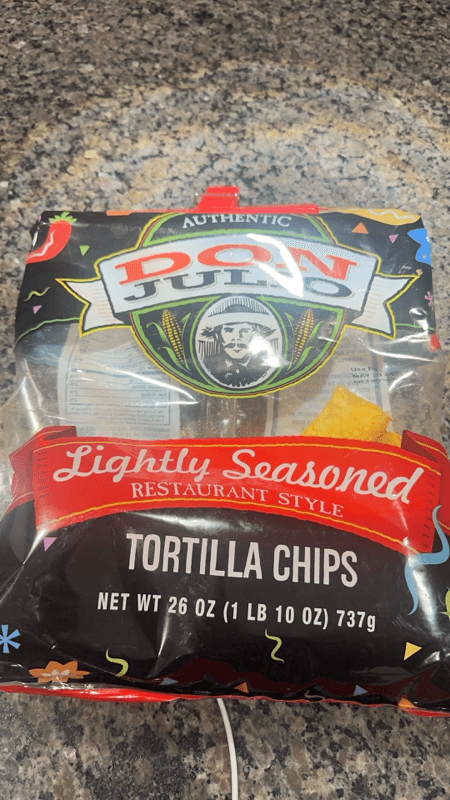 AUTHENTIC
DON
JULIO
Lightly Seasoned
RESTAURANT STYLE
TORTILLA CHIPS
NET WT 26 OZ (1 LB 10 OZ) 737g